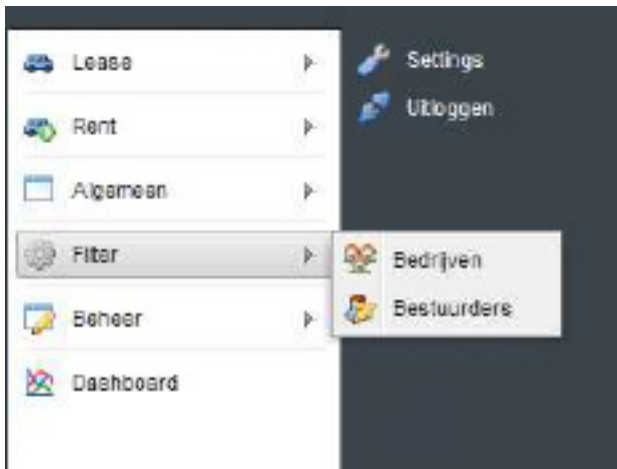 Lease
Rent
Algemeen
Filter
Beheer
Dashboard
Settings
Uitloggen
Bedrijven
Bestuurders